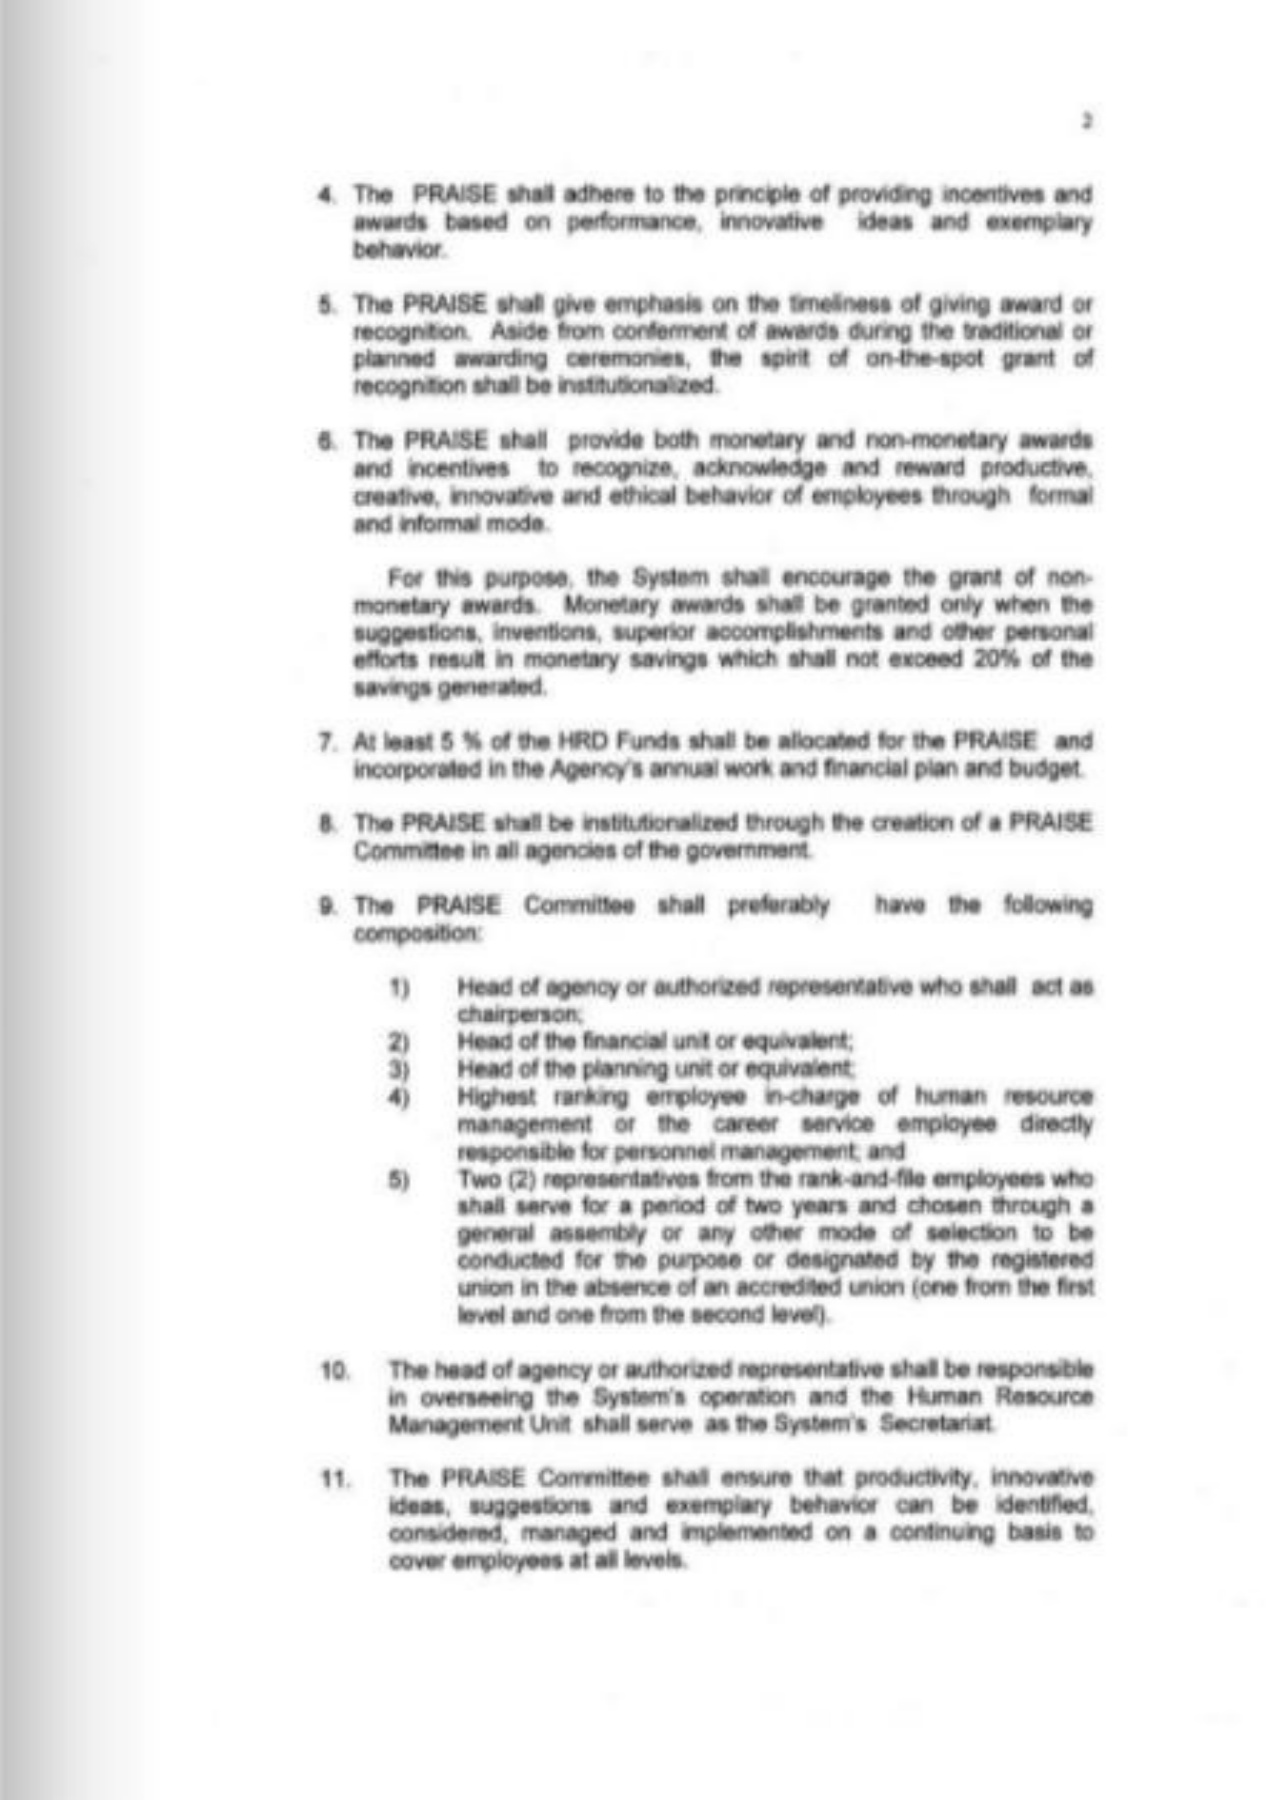 2
4. The PRAISE shall adhere to the principle of providing incentives and
awards based on performance, innovative ideas and exemplary
behavior.
5. The PRAISE shall give emphasis on the timeliness of giving award or
recognition. Aside from conferment of awards during the traditional or
planned awarding ceremonies, the spirit of on-the-spot grant of
recognition shall be institutionalized.
6. The PRAISE shall provide both monetary and non-monetary awards
and incentives to recognize, acknowledge and reward productive,
creative, innovative and ethical behavior of employees through formal
and informal mode.
For this purpose, the System shall encourage the grant of non-
monetary awards. Monetary awards shall be granted only when the
suggestions, inventions, superior accomplishments and other personal
efforts result in monetary savings which shall not exceed 20% of the
savings generated.
7. At least 5 % of the HRD Funds shall be allocated for the PRAISE and
incorporated in the Agency's annual work and financial plan and budget.
8. The PRAISE shall be institutionalized through the creation of a PRAISE
Committee in all agencies of the government.
9. The PRAISE Committee shall preferably have the following
composition:
1) Head of agency or authorized representative who shall act as
chairperson;
2) Head of the financial unit or equivalent;
3) Head of the planning unit or equivalent;
4) Highest ranking employee in-charge of human resource
management or the career service employee directly
responsible for personnel management; and
5) Two (2) representatives from the rank-and-file employees who
shall serve for a period of two years and chosen through a
general assembly or any other mode of selection to be
conducted for the purpose or designated by the registered
union in the absence of an accredited union (one from the first
level and one from the second level).
10. The head of agency or authorized representative shall be responsible
in overseeing the System's operation and the Human Resource
Management Unit shall serve as the System's Secretariat.
11. The PRAISE Committee shall ensure that productivity, innovative
ideas, suggestions and exemplary behavior can be identified,
considered, managed and implemented on a continuing basis to
cover employees at all levels.